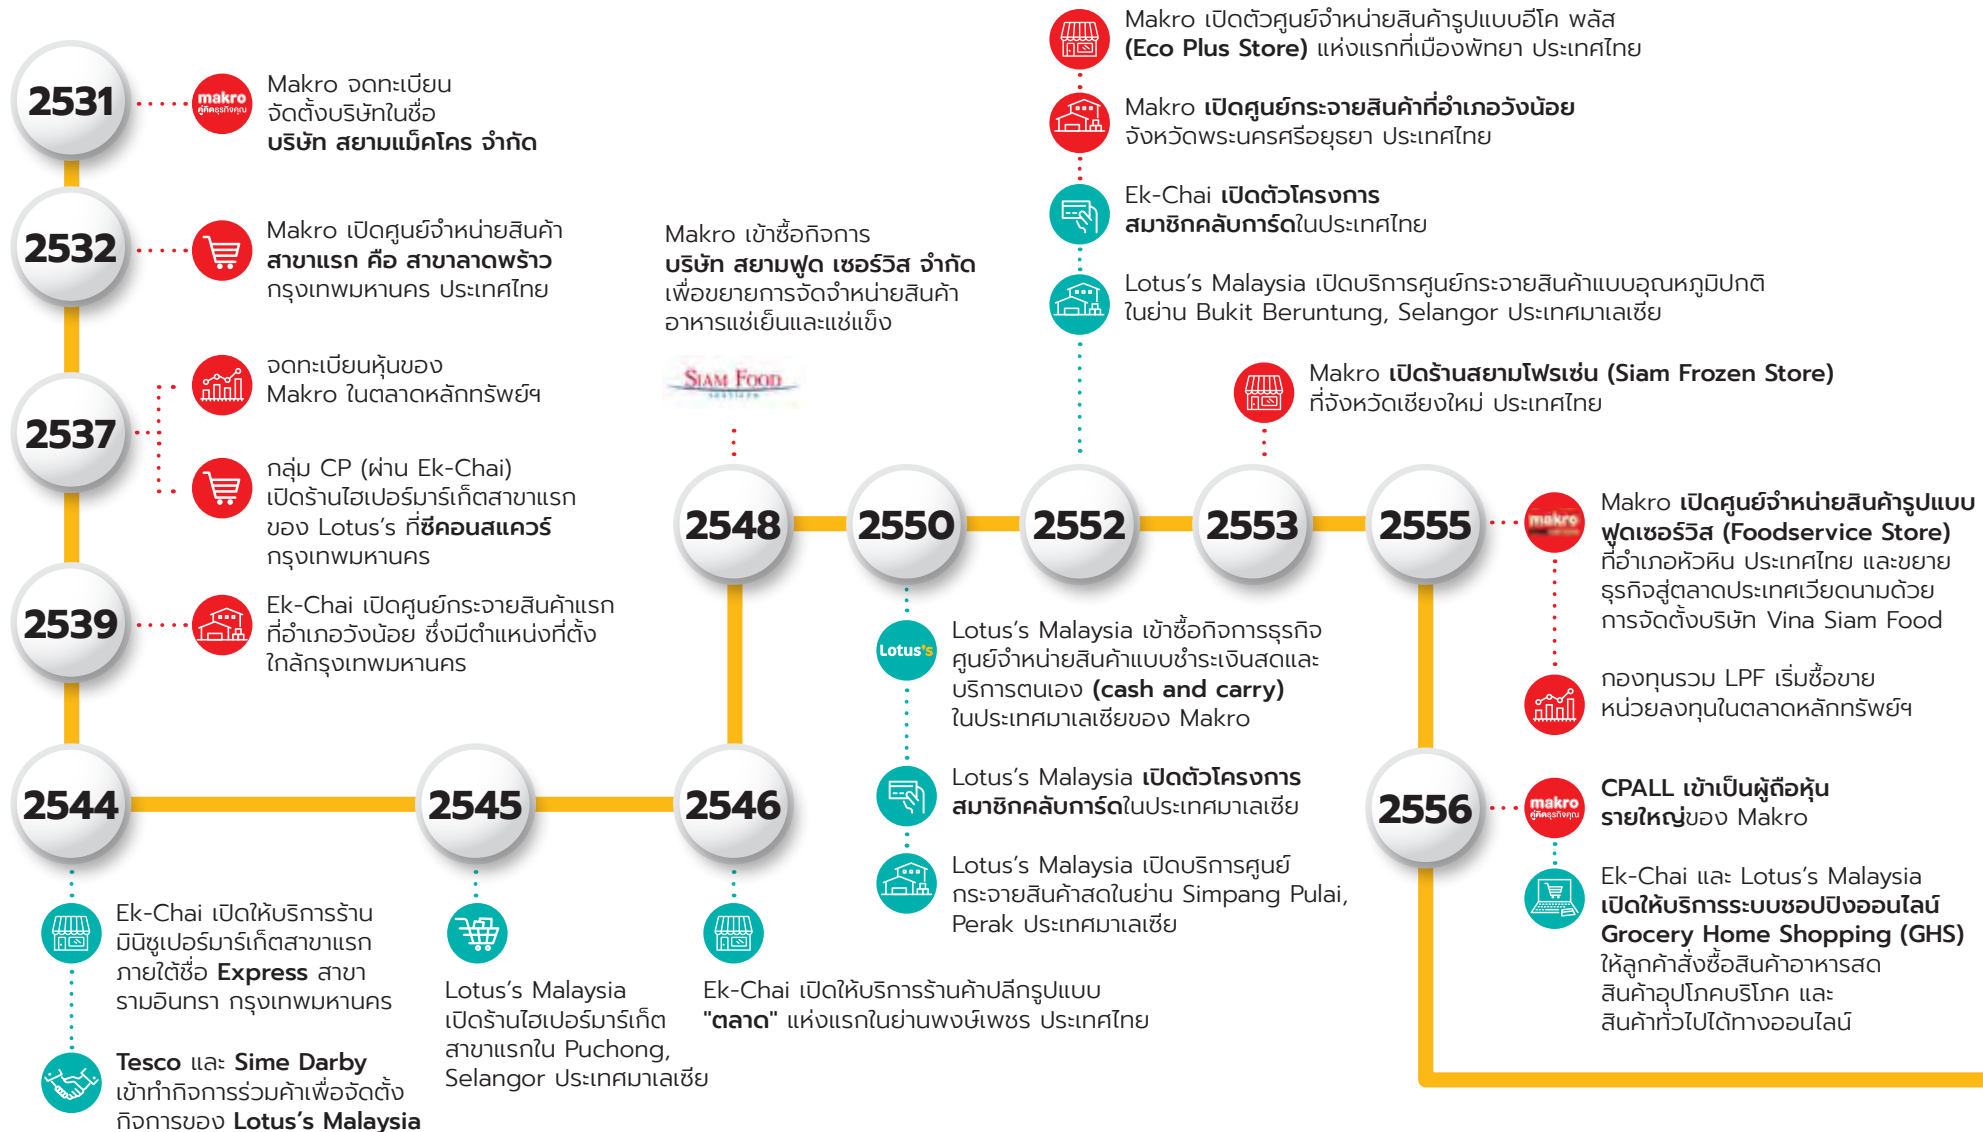 2531
makro
คู่คิดธุรกิจคุณ
Makro จดทะเบียน
จัดตั้งบริษัทในชื่อ
บริษัท สยามแม็คโคร จำกัด
2532
Makro เปิดศูนย์จำหน่ายสินค้า
สาขาแรก คือ สาขาลาดพร้าว
กรุงเทพมหานคร ประเทศไทย
2537
จดทะเบียนหุ้นของ
Makro ในตลาดหลักทรัพย์ฯ
กลุ่ม CP (ผ่าน Ek-Chai)
เปิดร้านไฮเปอร์มาร์เก็ตสาขาแรก
ของ Lotus's ที่ซีคอนสแควร์
กรุงเทพมหานคร
2539
Ek-Chai เปิดศูนย์กระจายสินค้าแรก
ที่อำเภอวังน้อย ซึ่งมีตำแหน่งที่ตั้ง
ใกล้กรุงเทพมหานคร
2544
Ek-Chai เปิดให้บริการร้าน
มินิซูเปอร์มาร์เก็ตสาขาแรก
ภายใต้ชื่อ Express สาขา
รามอินทรา กรุงเทพมหานคร
Tesco และ Sime Darby
เข้าทำกิจการร่วมค้าเพื่อจัดตั้ง
กิจการของ Lotus's Malaysia
2545
Lotus's Malaysia
เปิดร้านไฮเปอร์มาร์เก็ต
สาขาแรกใน Puchong,
Selangor ประเทศมาเลเซีย
2546
Ek-Chai เปิดให้บริการร้านค้าปลีกรูปแบบ
"ตลาด" แห่งแรกในย่านพงษ์เพชร ประเทศไทย
Makro เข้าซื้อกิจการ
บริษัท สยามฟูด เซอร์วิส จำกัด
เพื่อขยายการจัดจำหน่ายสินค้า
อาหารแช่เย็นและแช่แข็ง
SIAM FOOD
SERVICES
2548
2550
Lotus's
Lotus's Malaysia เข้าซื้อกิจการธุรกิจ
ศูนย์จำหน่ายสินค้าแบบชำระเงินสดและ
บริการตนเอง (cash and carry)
ในประเทศมาเลเซียของ Makro
Lotus's Malaysia เปิดตัวโครงการ
สมาชิกคลับการ์ดในประเทศมาเลเซีย
Lotus's Malaysia เปิดบริการศูนย์
กระจายสินค้าสดในย่าน Simpang Pulai,
Perak ประเทศมาเลเซีย
Makro เปิดตัวศูนย์จำหน่ายสินค้ารูปแบบอีโค พลัส
(Eco Plus Store) แห่งแรกที่เมืองพัทยา ประเทศไทย
Makro เปิดศูนย์กระจายสินค้าที่อำเภอวังน้อย
จังหวัดพระนครศรีอยุธยา ประเทศไทย
Ek-Chai เปิดตัวโครงการ
สมาชิกคลับการ์ดในประเทศไทย
Lotus's Malaysia เปิดบริการศูนย์กระจายสินค้าแบบอุณหภูมิปกติ
ในย่าน Bukit Beruntung, Selangor ประเทศมาเลเซีย
2552
Makro เปิดร้านสยามโฟรเซ่น (Siam Frozen Store)
ที่จังหวัดเชียงใหม่ ประเทศไทย
2553
2555
makro
Makro เปิดศูนย์จำหน่ายสินค้ารูปแบบ
ฟูดเซอร์วิส (Foodservice Store)
ที่อำเภอหัวหิน ประเทศไทย และขยาย
ธุรกิจสู่ตลาดประเทศเวียดนามด้วย
การจัดตั้งบริษัท Vina Siam Food
กองทุนรวม LPF เริ่มซื้อขาย
หน่วยลงทุนในตลาดหลักทรัพย์ฯ
2556
makro
คู่คิดธุรกิจคุณ
CPALL เข้าเป็นผู้ถือหุ้น
รายใหญ่ของ Makro
Ek-Chai และ Lotus's Malaysia
เปิดให้บริการระบบชอปปิงออนไลน์
Grocery Home Shopping (GHS)
ให้ลูกค้าสั่งซื้อสินค้าอาหารสด
สินค้าอุปโภคบริโภค และ
สินค้าทั่วไปได้ทางออนไลน์